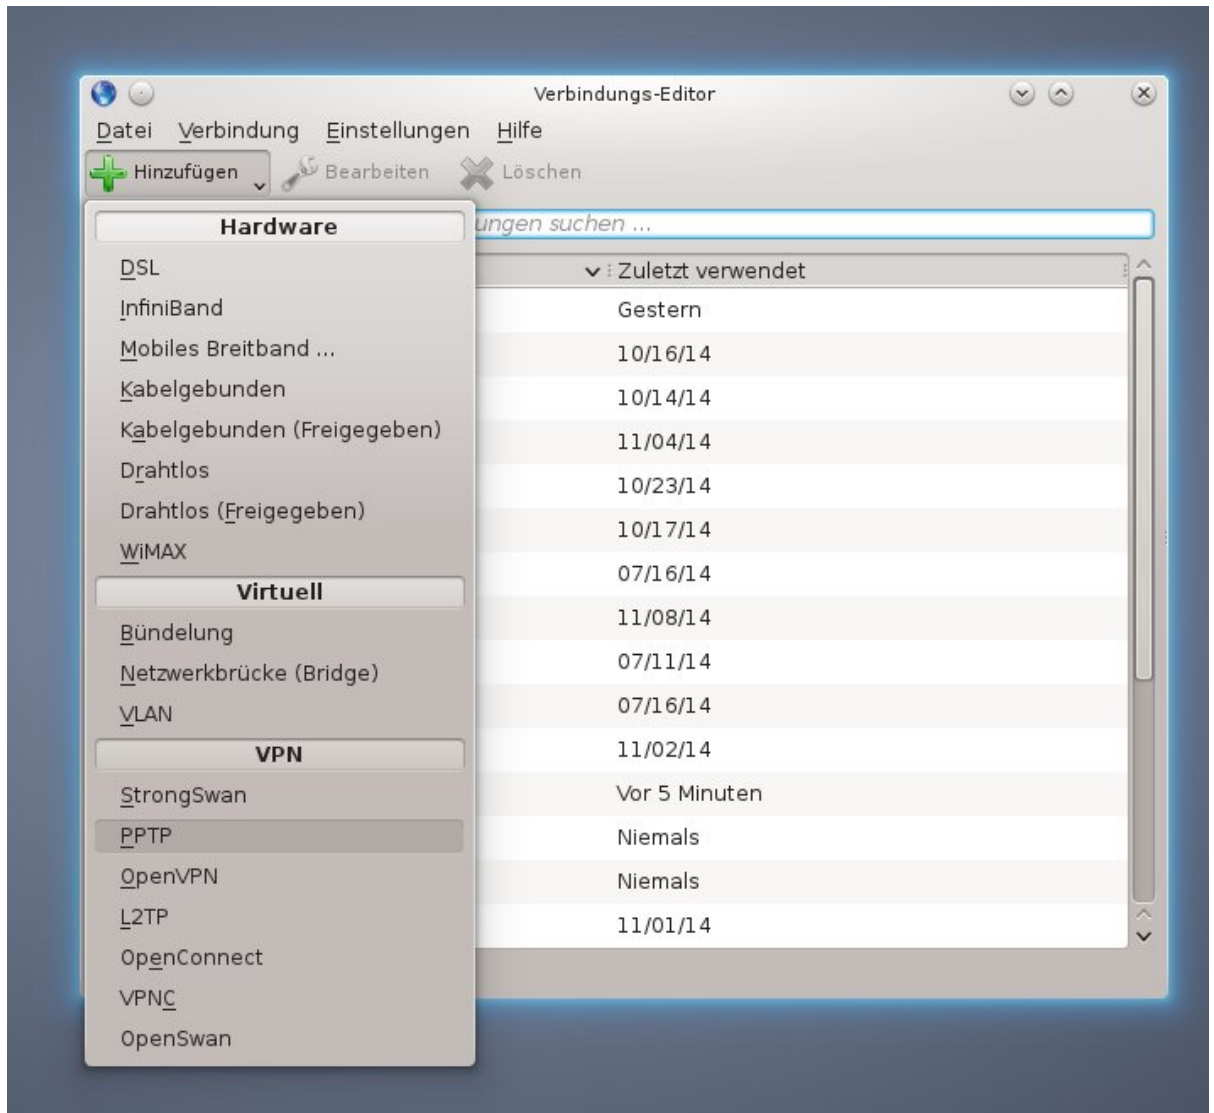 Verbindungs-Editor
Datei Verbindung Einstellungen Hilfe
Hinzufügen Bearbeiten Löschen
ungen suchen ...
Hardware
DSL
InfiniBand
Mobiles Breitband ...
Kabelgebunden
Kabelgebunden (Freigegeben)
Drahtlos
Drahtlos (Freigegeben)
WiMAX
Virtuell
Bündelung
Netzwerkbrücke (Bridge)
VLAN
VPN
StrongSwan
PPTP
OpenVPN
L2TP
OpenConnect
VPNC
OpenSwan
Zuletzt verwendet
Gestern
10/16/14
10/14/14
11/04/14
10/23/14
10/17/14
07/16/14
11/08/14
07/11/14
07/16/14
11/02/14
Vor 5 Minuten
Niemals
Niemals
11/01/14